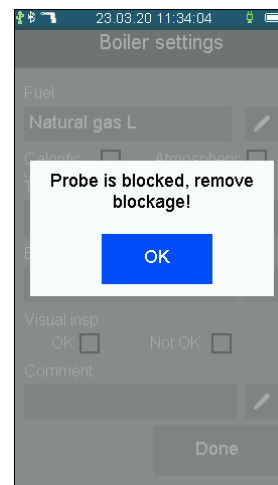 23.03.20 11:34:04
Boiler settings
Fuel
Natural gas L
Calorific Atmospheric
Probe is blocked, remove
blockage!
OK
Visual insp.
OK Not OK
Comment
Done